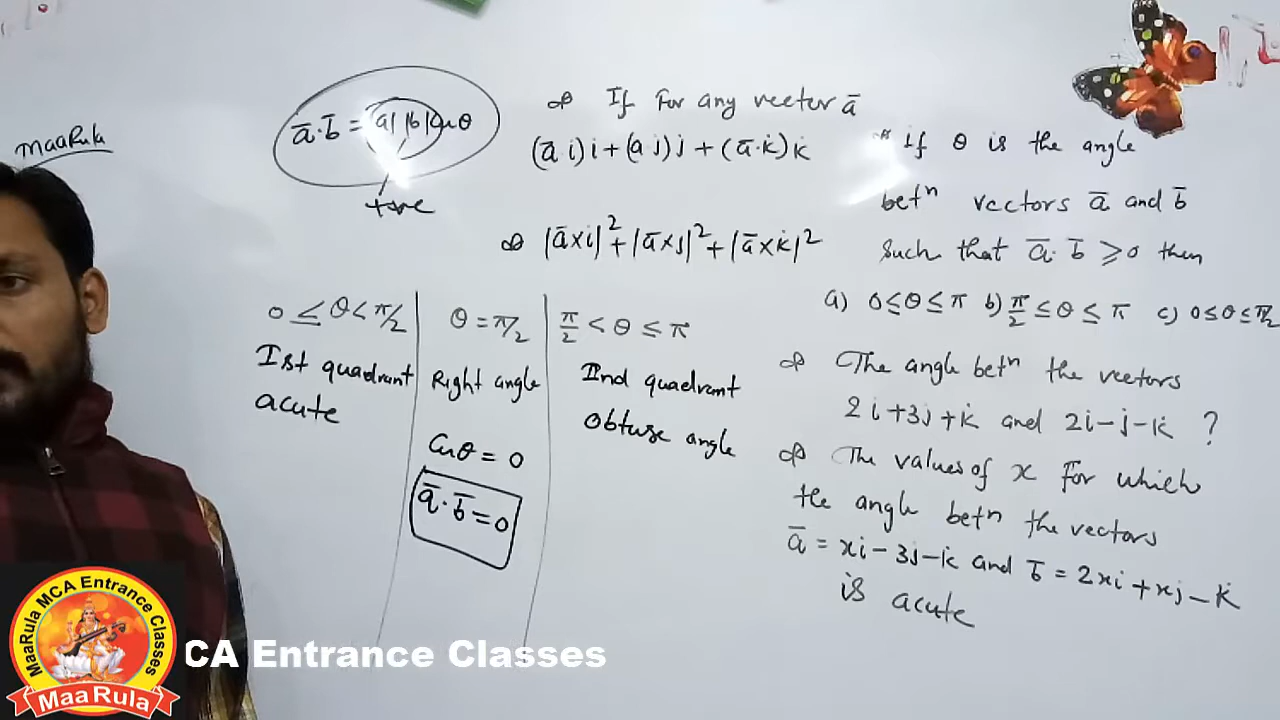 MaaRula
ā·b̄ = |a| |b| cosθ
+ve
If For any vector ā
(ā i) i + (a j) j + (ā·k) k
|ā×i|² + |ā×j|² + |ā×k|²
0 ≤ θ < π/2
Ist quadrant
acute
θ = π/2
Right angle
Cosθ = 0
ā·b̄ = 0
π/2 < θ ≤ π
IInd quadrant
Obtuse angle
* If θ is the angle
betⁿ vectors ā and b̄
Such that ā·b̄ ≥ 0 then
a) 0≤θ≤π b) π/2≤θ≤π c) 0≤θ≤π/2
The angle betⁿ the vectors
2i+3j+k and 2i-j-k ?
The values of x For which
the angle betⁿ the vectors
ā = xi-3j-k and b̄ = 2xi+xj-k
is acute
MaaRula MCA Entrance Classes
MaaRula
CA Entrance Classes